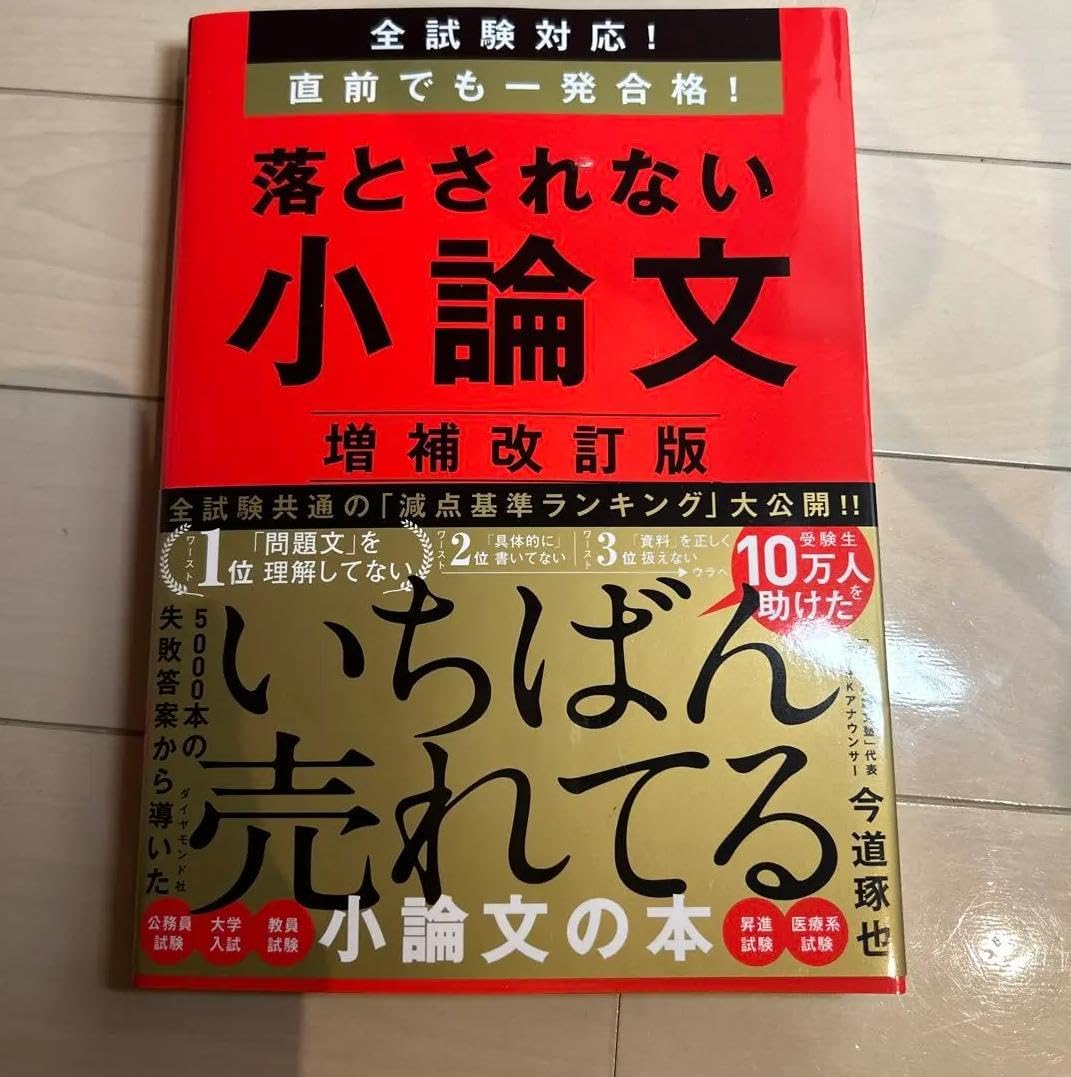 全試験対応!
直前でも一発合格!
落とされない
小論文
増補改訂版
全試験共通の「減点基準ランキング」大公開!!
ワースト1位「問題文」を理解してない
ワースト2位「具体的に」書いてない
ワースト3位「資料」を正しく扱えない
ウラへ
受験生
10万人を
助けた
5000本の
失敗答案から導いた
いちばん
売れてる
小論文の本
ダイヤモンド社
塾」代表
Kアナウンサー
今道琢也
公務員
試験
大学
入試
教員
試験
昇進
試験
医療系
試験